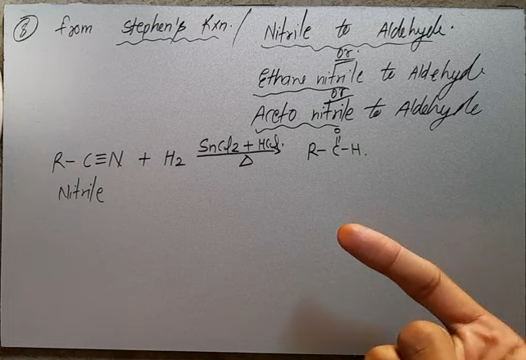 ⑧ from Stephen's Rxn. / Nitrile to Aldehyde.
or
Ethane nitrile to Aldehyde
or
Aceto nitrile to Aldehyde
R-C≡N + H2 SnCl2 + HCl. Δ R-C-H. O
Nitrile